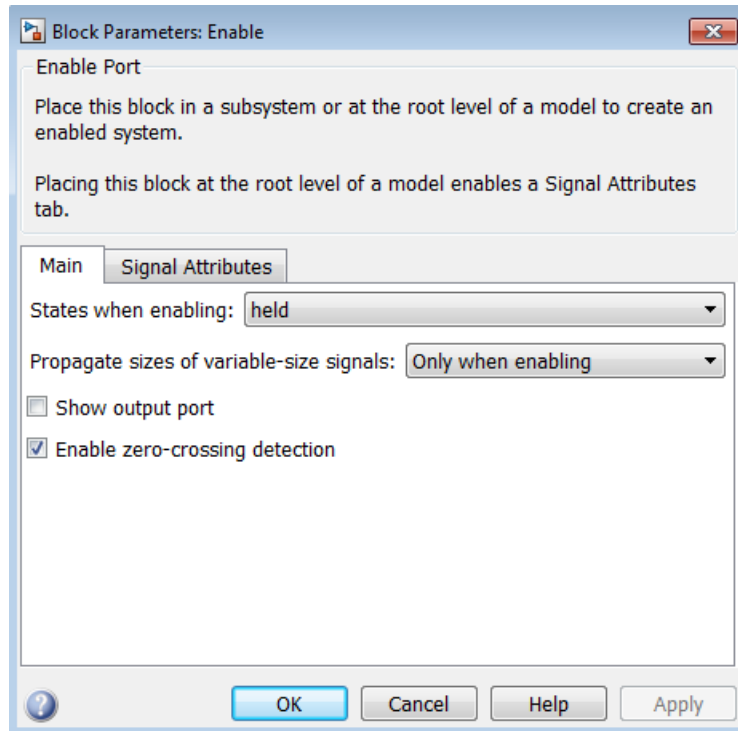 Block Parameters: Enable
Enable Port
Place this block in a subsystem or at the root level of a model to create an
enabled system.
Placing this block at the root level of a model enables a Signal Attributes
tab.
Main Signal Attributes
States when enabling: held
Propagate sizes of variable-size signals: Only when enabling
Show output port
Enable zero-crossing detection
OK Cancel Help Apply